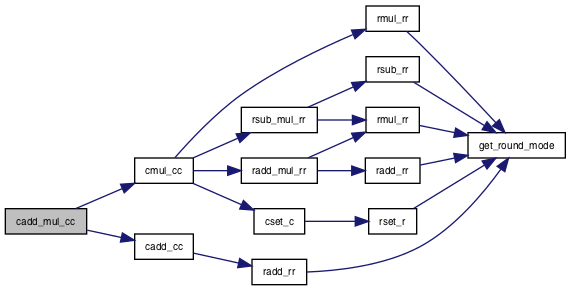 rmul_rr
rsub_rr
rsub_mul_rr
rmul_rr
get_round_mode
cmul_cc
radd_mul_rr
radd_rr
cadd_mul_cc
cset_c
rset_r
cadd_cc
radd_rr